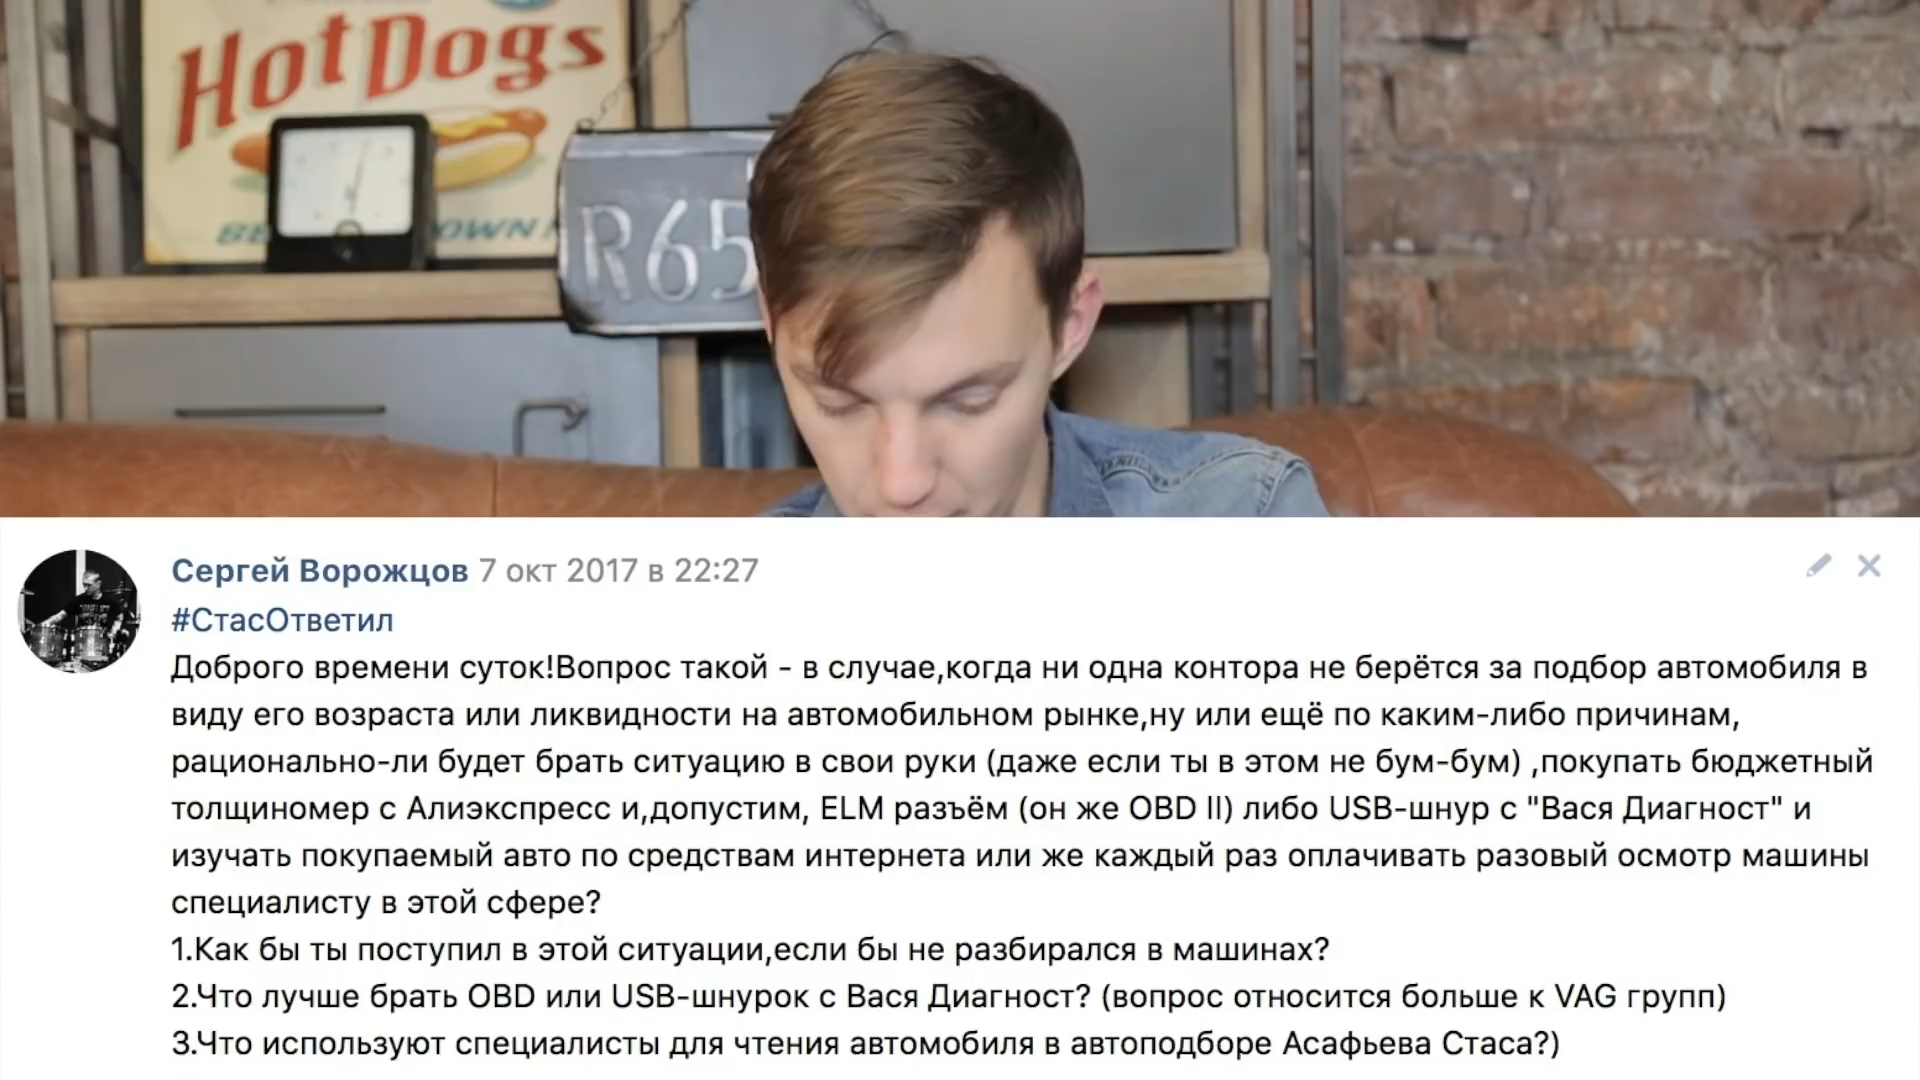 Hot Dogs
R65
Сергей Ворожцов 7 окт 2017 в 22:27
#СтасОтветил
Доброго времени суток!Вопрос такой - в случае,когда ни одна контора не берётся за подбор автомобиля в
виду его возраста или ликвидности на автомобильном рынке,ну или ещё по каким-либо причинам,
рационально-ли будет брать ситуацию в свои руки (даже если ты в этом не бум-бум) ,покупать бюджетный
толщиномер с Алиэкспресс и,допустим, ELM разъём (он же OBD II) либо USB-шнур с "Вася Диагност" и
изучать покупаемый авто по средствам интернета или же каждый раз оплачивать разовый осмотр машины
специалисту в этой сфере?
1.Как бы ты поступил в этой ситуации,если бы не разбирался в машинах?
2.Что лучше брать OBD или USB-шнурок с Вася Диагност? (вопрос относится больше к VAG групп)
3.Что используют специалисты для чтения автомобиля в автоподборе Асафьева Стаса?)